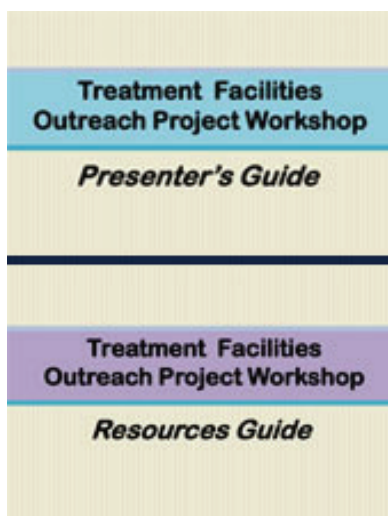 Treatment Facilities
Outreach Project Workshop
Presenter's Guide
Treatment Facilities
Outreach Project Workshop
Resources Guide